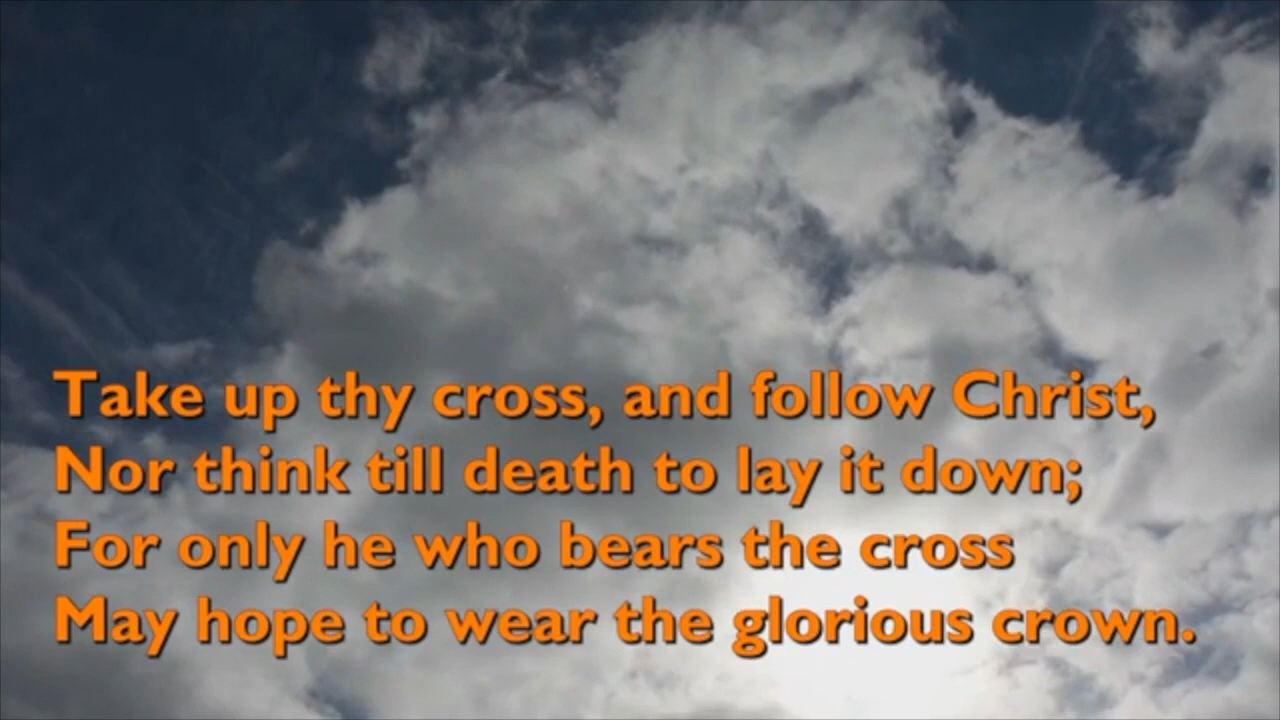 Take up thy cross, and follow Christ,
Nor think till death to lay it down;
For only he who bears the cross
May hope to wear the glorious crown.